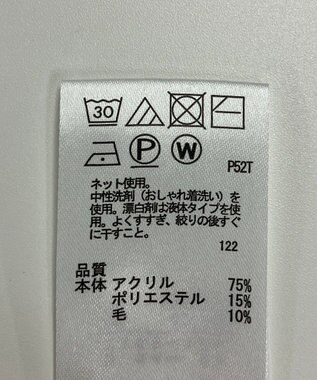 30
P W P52T
ネット使用。
中性洗剤（おしゃれ着洗い）を
使用。漂白剤は液体タイプを使
用。よくすすぎ、絞りの後すぐ
に干すこと。
122
品質
本体 アクリル 75%
ポリエステル 15%
毛 10%